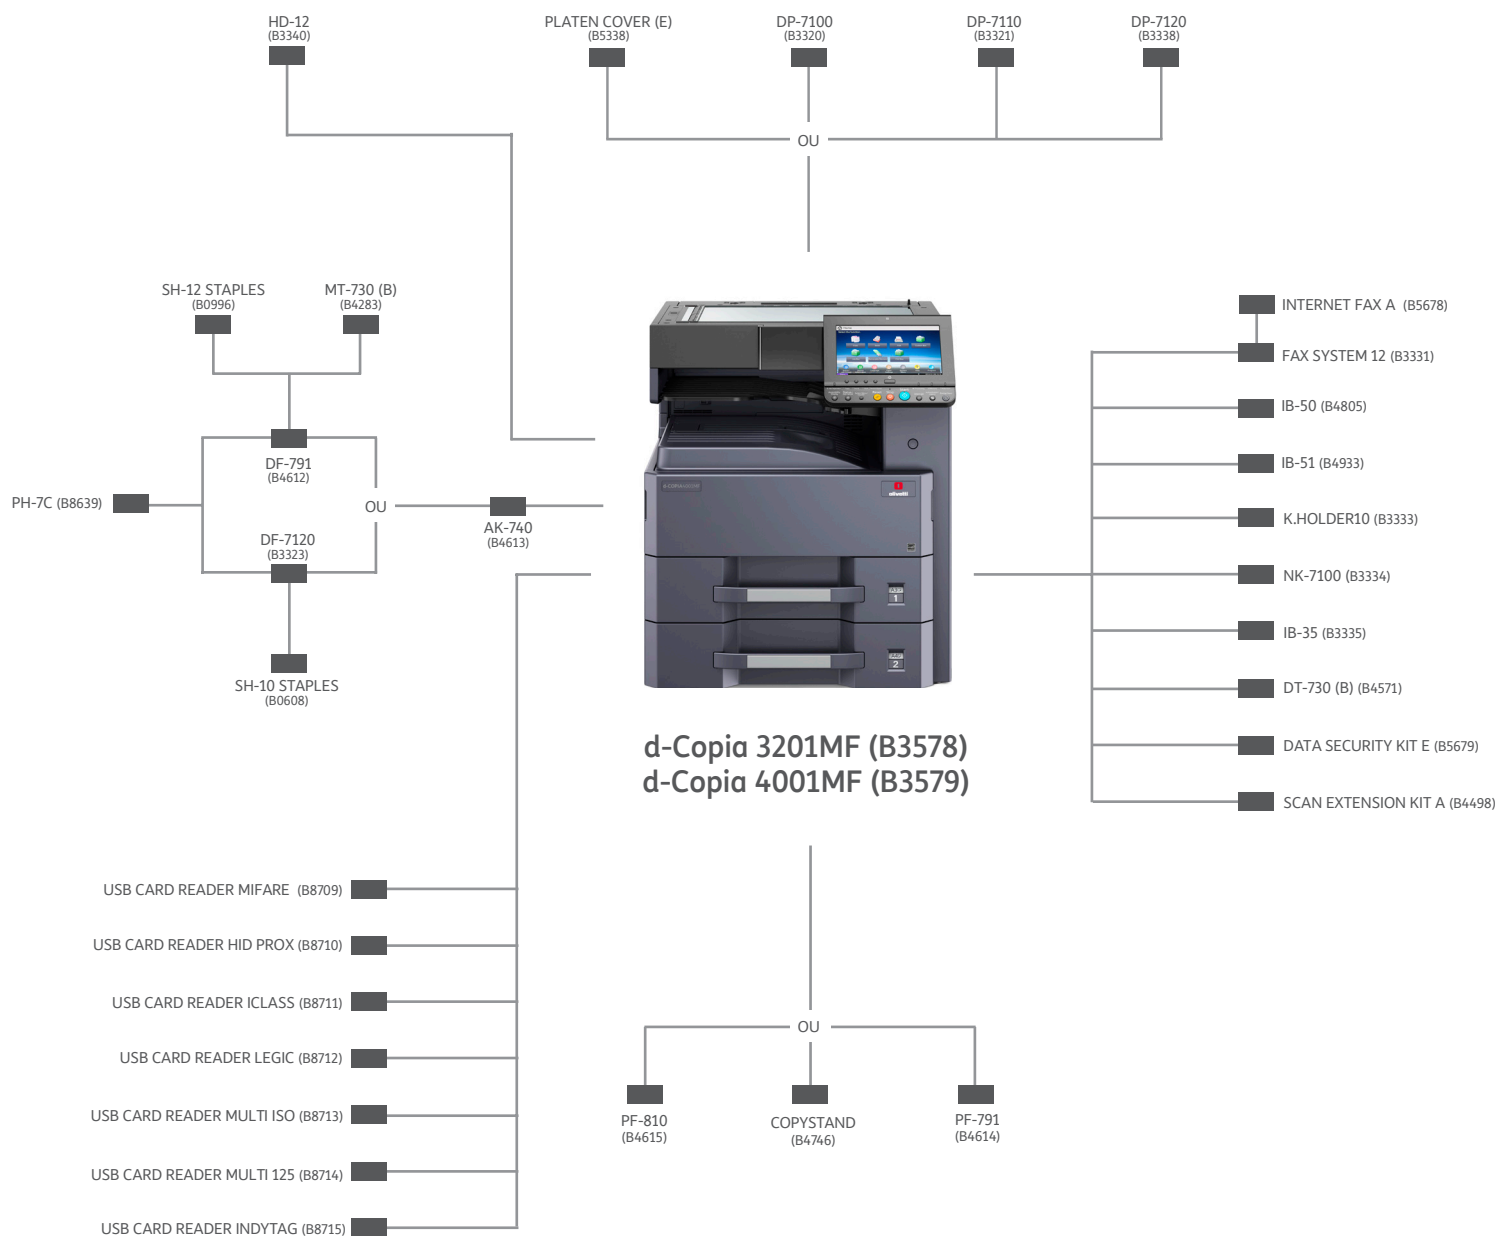 HD-12
(B3340)
PLATEN COVER (E)
(B5338)
DP-7100
(B3320)
DP-7110
(B3321)
DP-7120
(B3338)
OU
SH-12 STAPLES
(B0996)
MT-730 (B)
(B4283)
DF-791
(B4612)
PH-7C (B8639)
OU
AK-740
(B4613)
DF-7120
(B3323)
SH-10 STAPLES
(B0608)
olivetti
1
2
INTERNET FAX A (B5678)
FAX SYSTEM 12 (B3331)
IB-50 (B4805)
IB-51 (B4933)
K.HOLDER10 (B3333)
NK-7100 (B3334)
IB-35 (B3335)
DT-730 (B) (B4571)
DATA SECURITY KIT E (B5679)
SCAN EXTENSION KIT A (B4498)
d-Copia 3201MF (B3578)
d-Copia 4001MF (B3579)
USB CARD READER MIFARE (B8709)
USB CARD READER HID PROX (B8710)
USB CARD READER ICLASS (B8711)
USB CARD READER LEGIC (B8712)
USB CARD READER MULTI ISO (B8713)
USB CARD READER MULTI 125 (B8714)
USB CARD READER INDYTAG (B8715)
OU
PF-810
(B4615)
COPYSTAND
(B4746)
PF-791
(B4614)